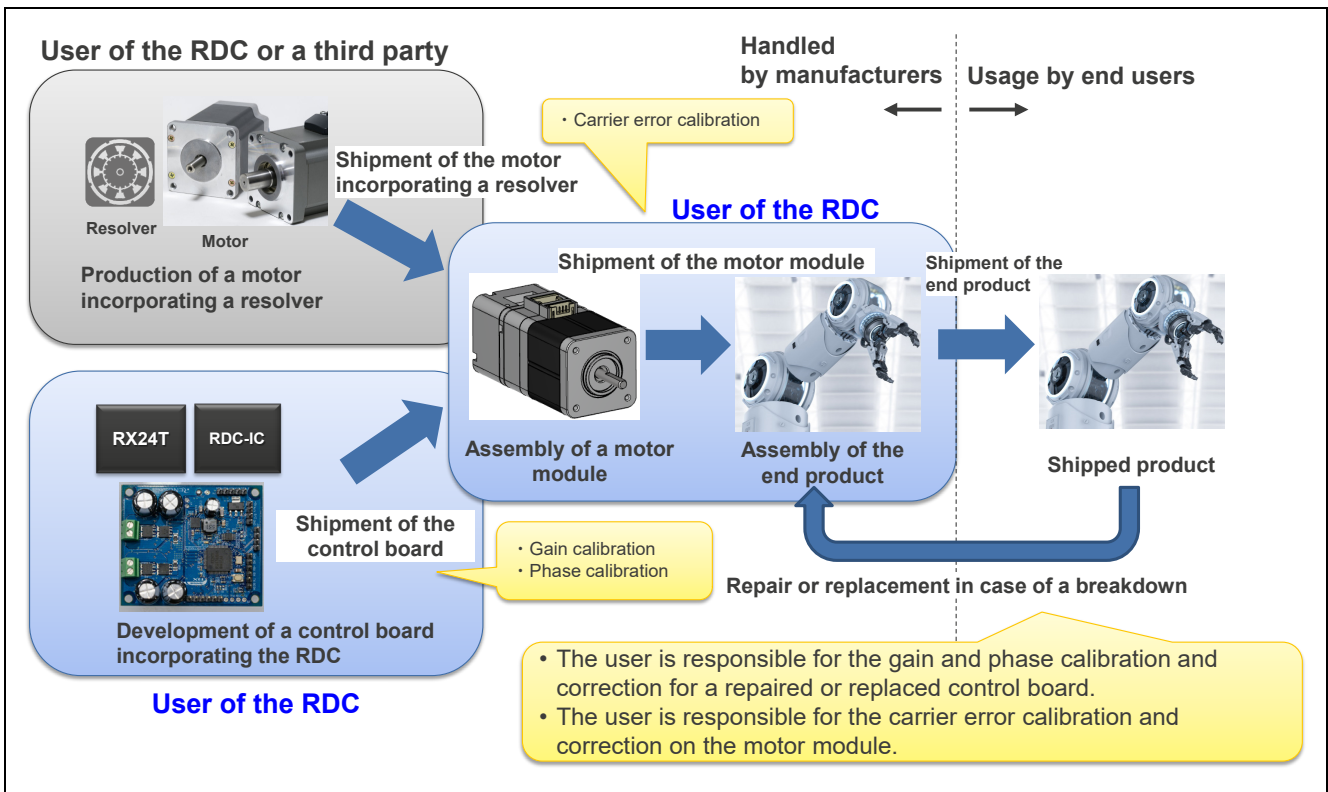 User of the RDC or a third party
Resolver
Motor
Shipment of the motor
incorporating a resolver
Production of a motor
incorporating a resolver
Handled
by manufacturers
Usage by end users
・Carrier error calibration
User of the RDC
Shipment of the motor module
Assembly of a motor
module
Assembly of the
end product
Shipment of the
end product
Shipped product
RX24T
RDC-IC
Shipment of the
control board
・Gain calibration
・Phase calibration
Development of a control board
incorporating the RDC
User of the RDC
Repair or replacement in case of a breakdown
• The user is responsible for the gain and phase calibration and
correction for a repaired or replaced control board.
• The user is responsible for the carrier error calibration and
correction on the motor module.